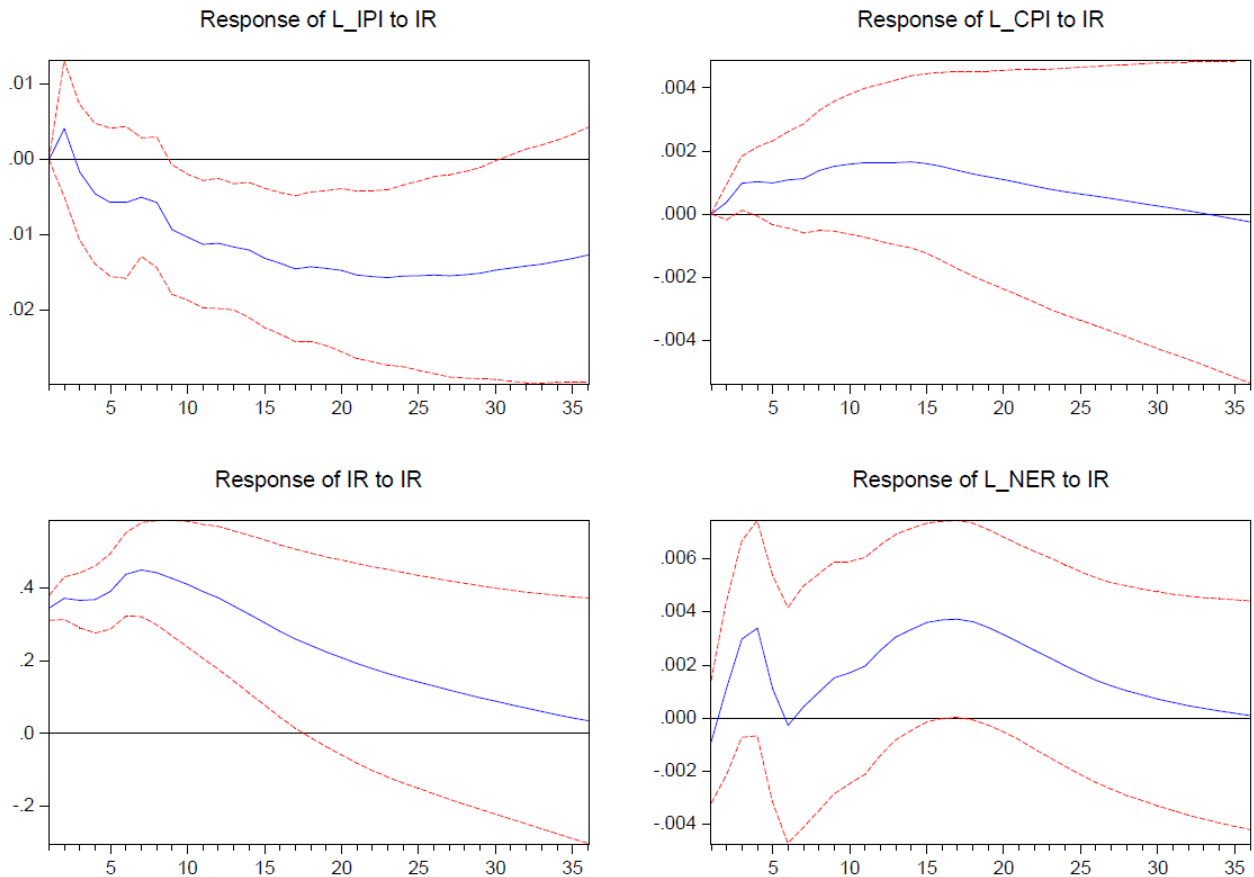 Response of L_IPI to IR
.01
.00
.01
.02
5 10 15 20 25 30 35
Response of L_CPI to IR
.004
.002
.000
-.002
-.004
5 10 15 20 25 30 35
Response of IR to IR
.4
.2
.0
-.2
5 10 15 20 25 30 35
Response of L_NER to IR
.006
.004
.002
.000
-.002
-.004
5 10 15 20 25 30 35